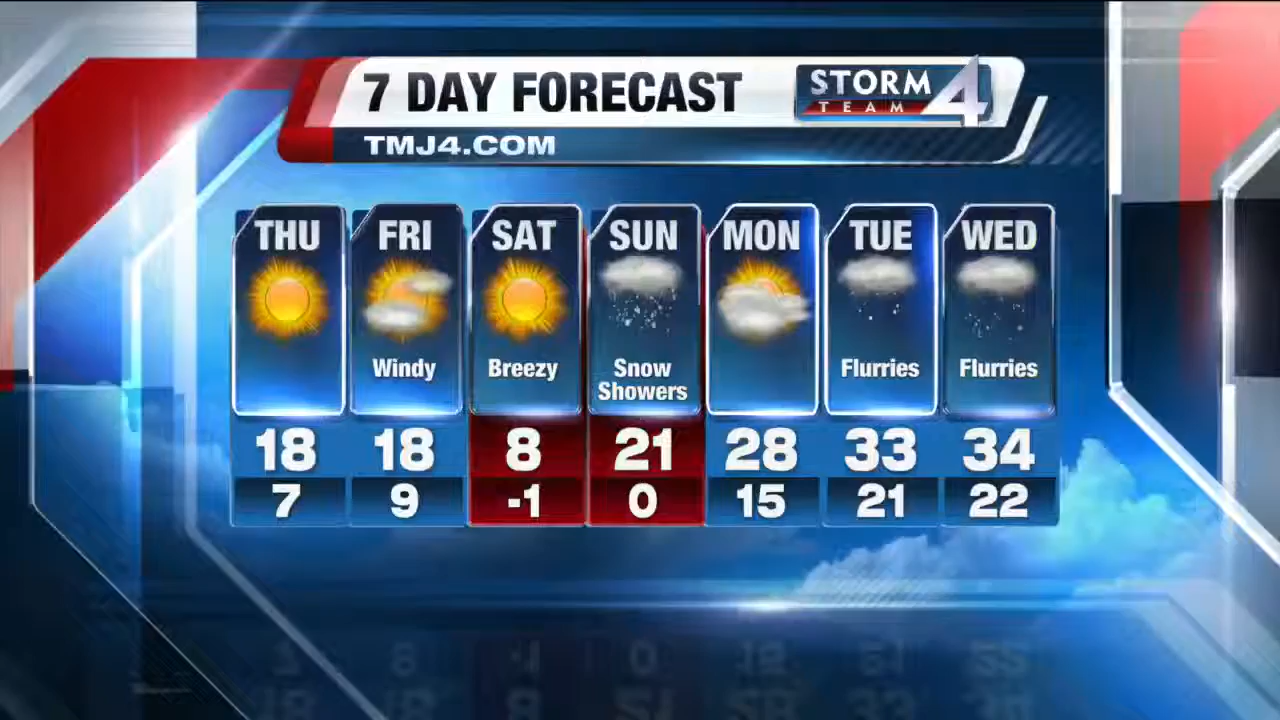 7 DAY FORECAST
STORM 4
TEAM
TMJ4.COM
THU FRI SAT SUN MON TUE WED
Windy Breezy Snow Flurries Flurries
Showers
18 18 8 21 28 33 34
7 9 -1 0 15 21 22